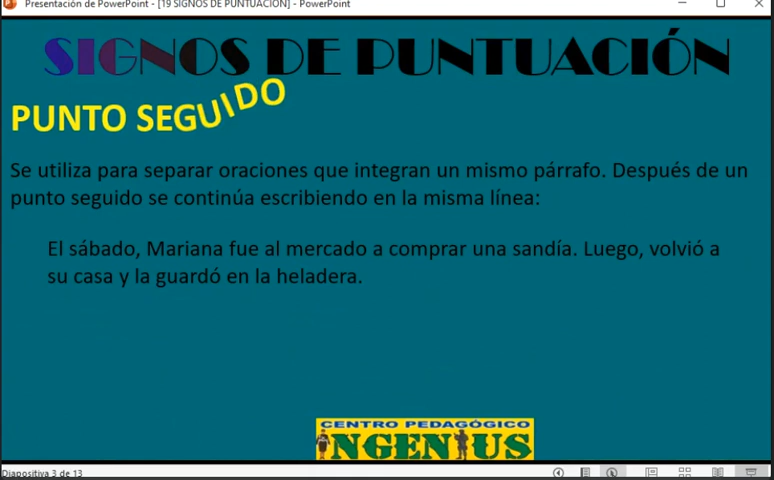 Presentación de PowerPoint - [19 SIGNOS DE PUNTUACIÓN] - PowerPoint
SIGNOS DE PUNTUACIÓN
PUNTO SEGUIDO
Se utiliza para separar oraciones que integran un mismo párrafo. Después de un
punto seguido se continúa escribiendo en la misma línea:
El sábado, Mariana fue al mercado a comprar una sandía. Luego, volvió a
su casa y la guardó en la heladera.
CENTRO PEDAGÓGICO
INGENIUS
Diapositiva 3 de 13